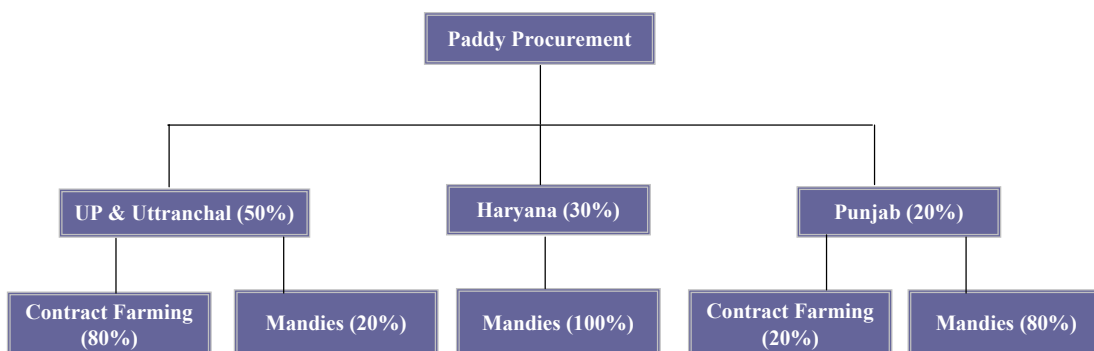 Paddy Procurement
UP & Uttranchal (50%)
Haryana (30%)
Punjab (20%)
Contract Farming
(80%)
Mandies (20%)
Mandies (100%)
Contract Farming
(20%)
Mandies (80%)